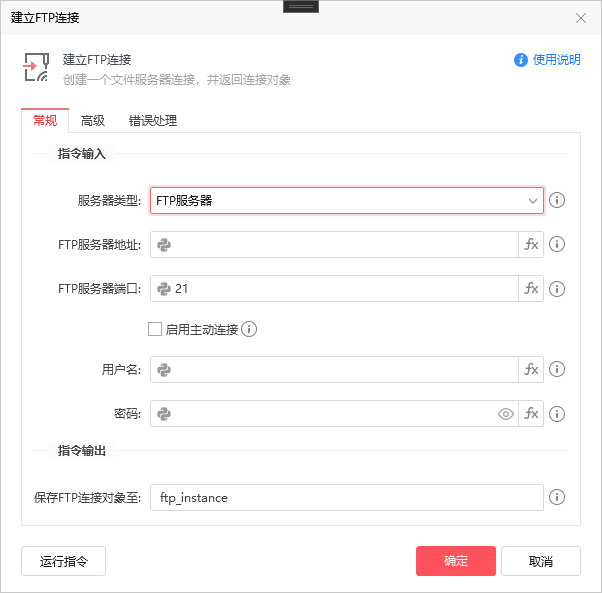 建立FTP连接
建立FTP连接
创建一个文件服务器连接，并返回连接对象
使用说明
常规 高级 错误处理
指令输入
服务器类型: FTP服务器
FTP服务器地址: fx
FTP服务器端口: 21 fx
启用主动连接
用户名: fx
密码: fx
指令输出
保存FTP连接对象至: ftp_instance
运行指令 确定 取消